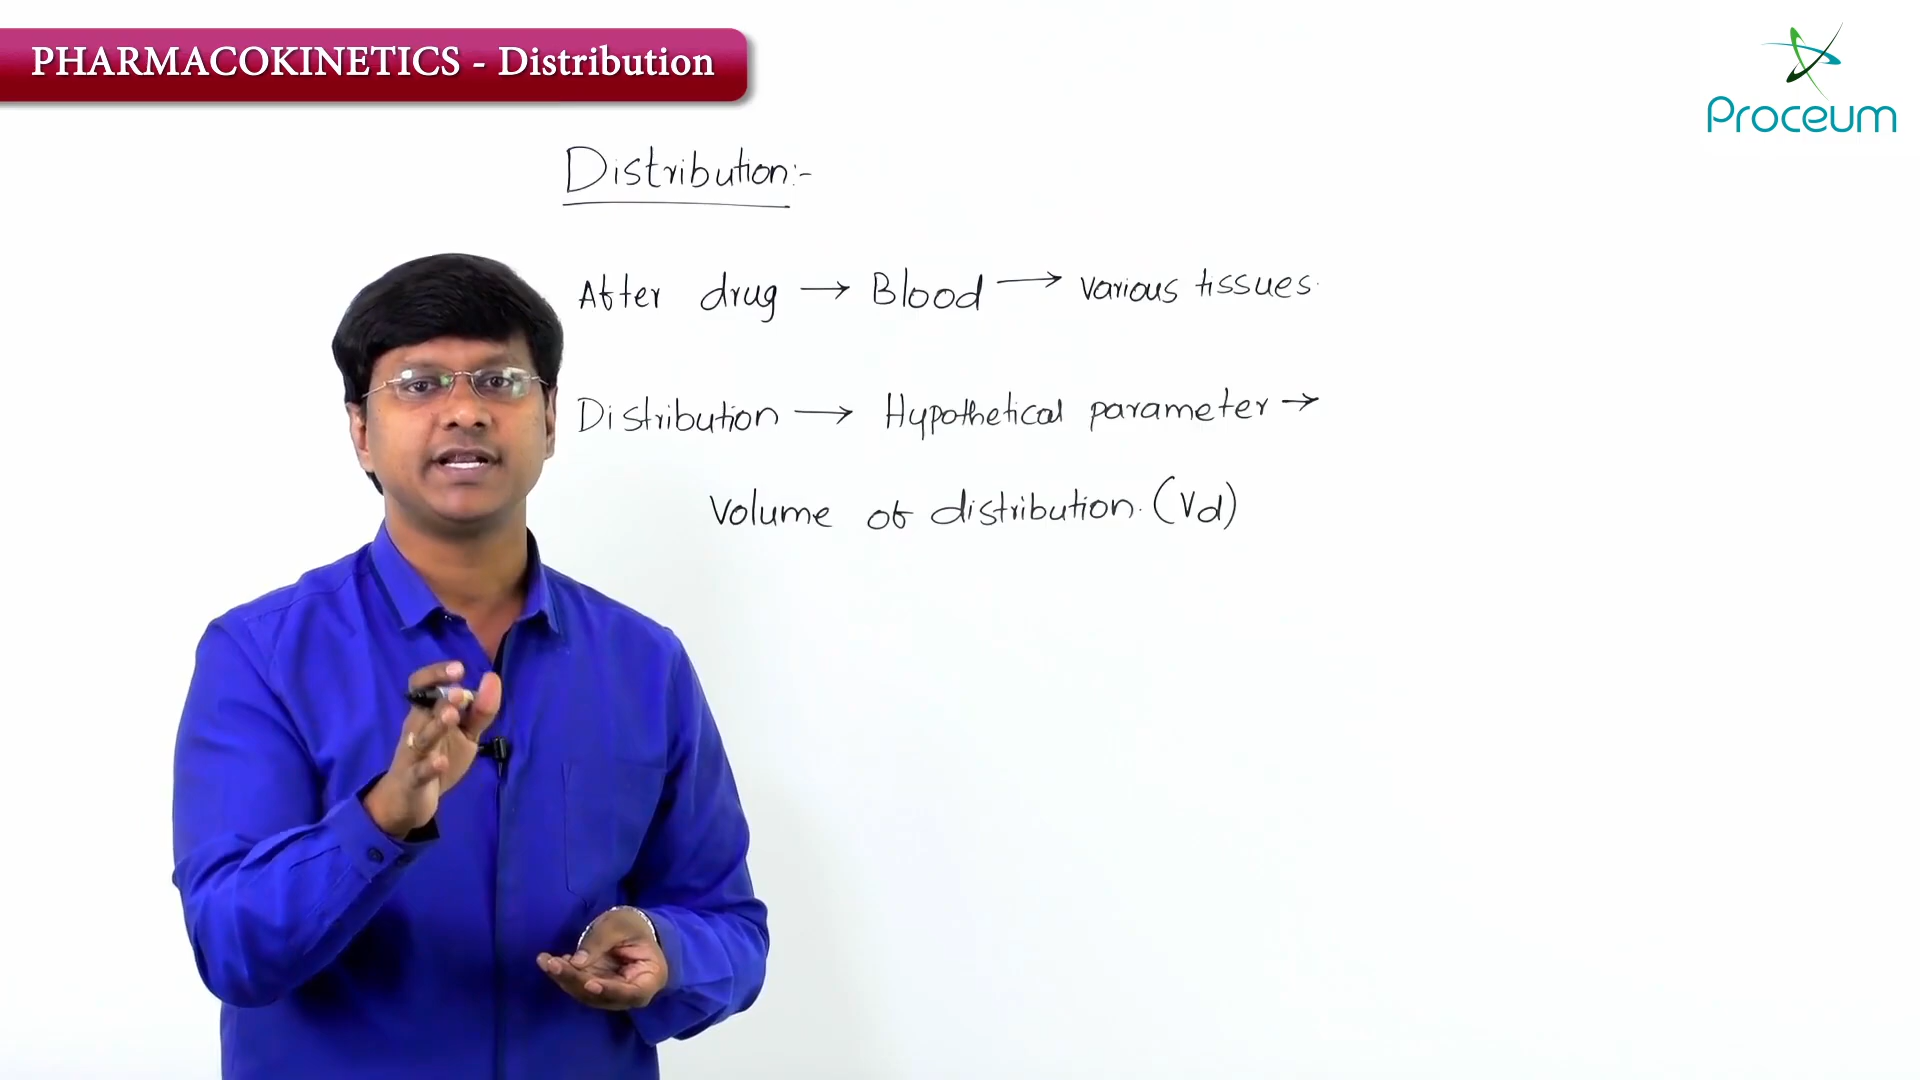 PHARMACOKINETICS - Distribution
Proceum
Distribution:-
After drug → Blood → various tissues.
Distribution → Hypothetical parameter →
Volume of distribution. (Vd)